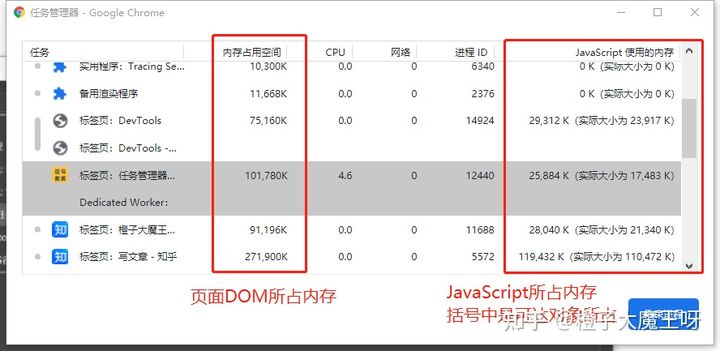 任务管理器 - Google Chrome
任务 内存占用空间 CPU 网络 进程 ID JavaScript 使用的内存
实用程序：Tracing Se... 10,300K 0.0 0 6340 0 K (实际大小为 0 K)
备用渲染程序 11,668K 0.0 0 2376 0 K (实际大小为 0 K)
标签页：DevTools 75,160K 0.0 0 14924 29,312 K (实际大小为 23,917 K)
标签页：DevTools -...
标签页：任务管理器... 101,780K 4.6 0 12440 25,884 K (实际大小为 17,483 K)
Dedicated Worker:
标签页：橙子大魔王... 91,196K 0.0 0 11688 28,040 K (实际大小为 21,340 K)
标签页：写文章 - 知乎 271,900K 0.0 0 5572 119,432 K (实际大小为 110,472 K)
页面DOM所占内存
JavaScript所占内存
括号中是可达对像所占
知乎 @橙子大魔王呀